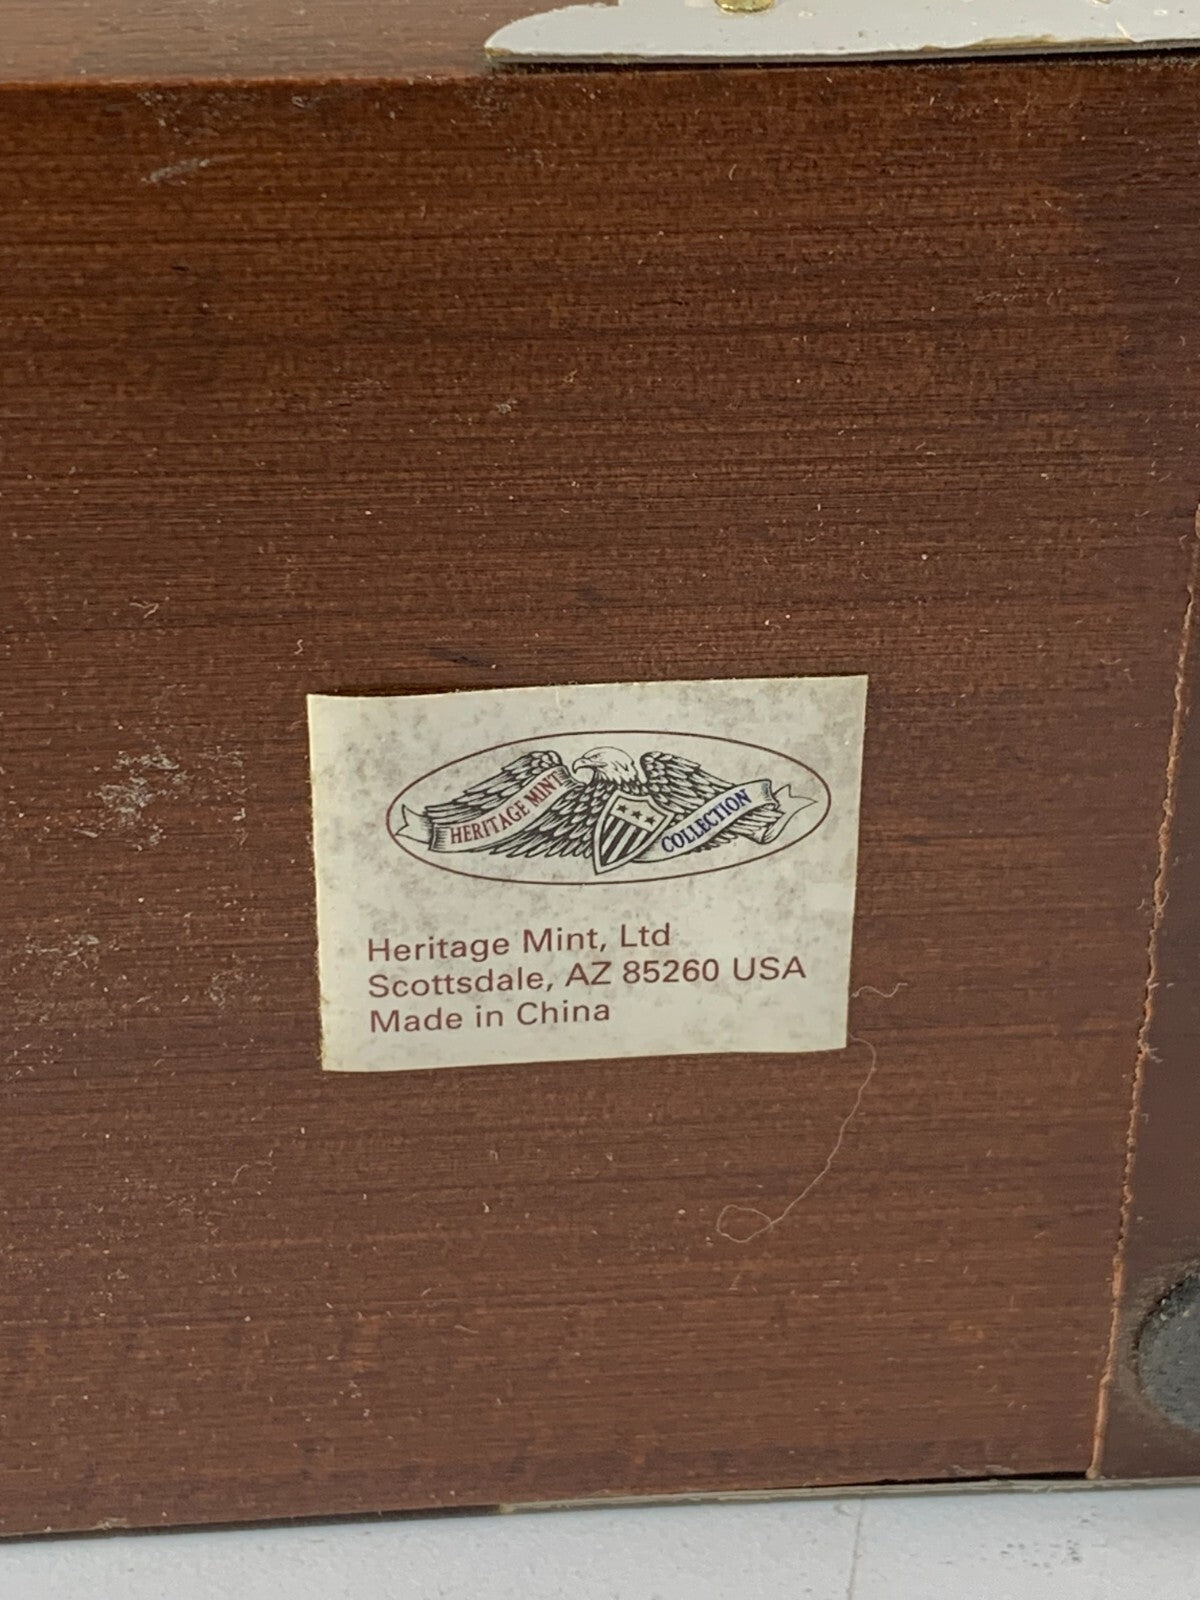 HERITAGE MINT
COLLECTION
Heritage Mint, Ltd
Scottsdale, AZ 85260 USA
Made in China